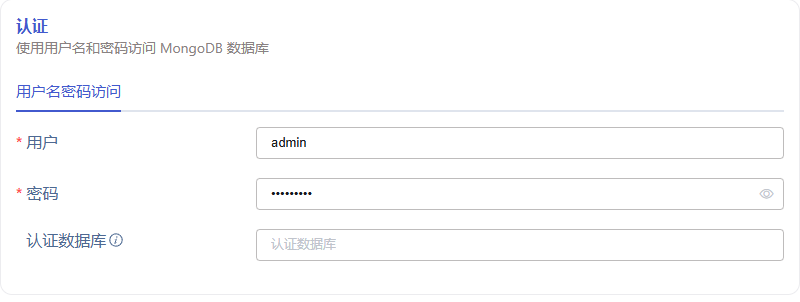 认证
使用用户名和密码访问 MongoDB 数据库
用户名密码访问
* 用户
admin
* 密码
•••••••••
认证数据库
认证数据库